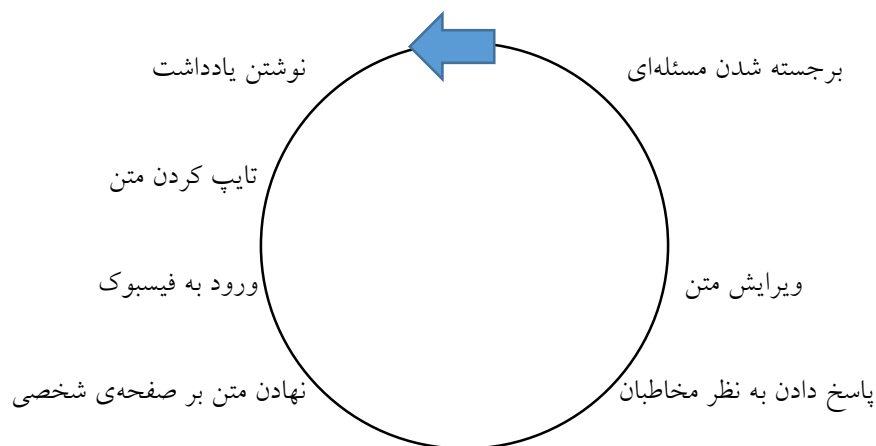 برجسته شدن مسئله‌ای
نوشتن یادداشت
تایپ کردن متن
ویرایش متن
ورود به فیسبوک
پاسخ دادن به نظر مخاطبان
نهادن متن بر صفحه‌ی شخصی